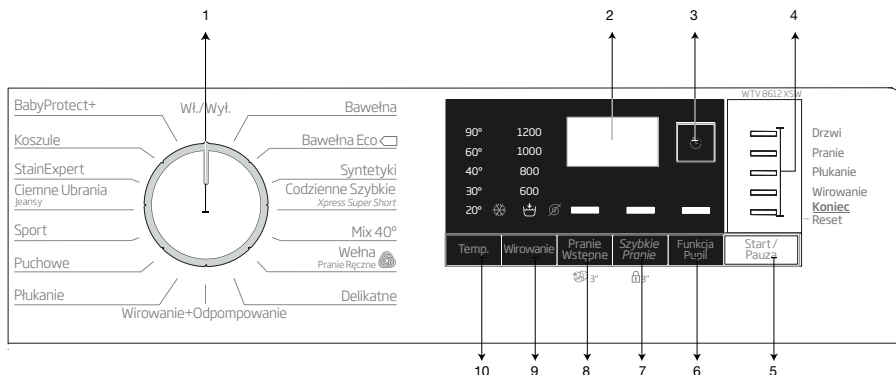 1
2
3
4
WTV 8612 XSW
BabyProtect+
Wł./Wył.
Bawełna
Koszule
Bawełna Eco
StainExpert
Syntetyki
Ciemne Ubrania
Jeansy
Codzienne Szybkie
Xpress Super Short
Sport
Mix 40°
Puchowe
Wełna
Pranie Ręczne
Płukanie
Delikatne
Wirowanie+Odpompowanie
90° 1200
60° 1000
40° 800
30° 600
20°
Drzwi
Pranie
Płukanie
Wirowanie
Koniec
Reset
Temp.
Wirowanie
Pranie
Wstępne
Szybkie
Pranie
Funkcja
Pupil
Start /
Pauza
3"
3"
10
9
8
7
6
5